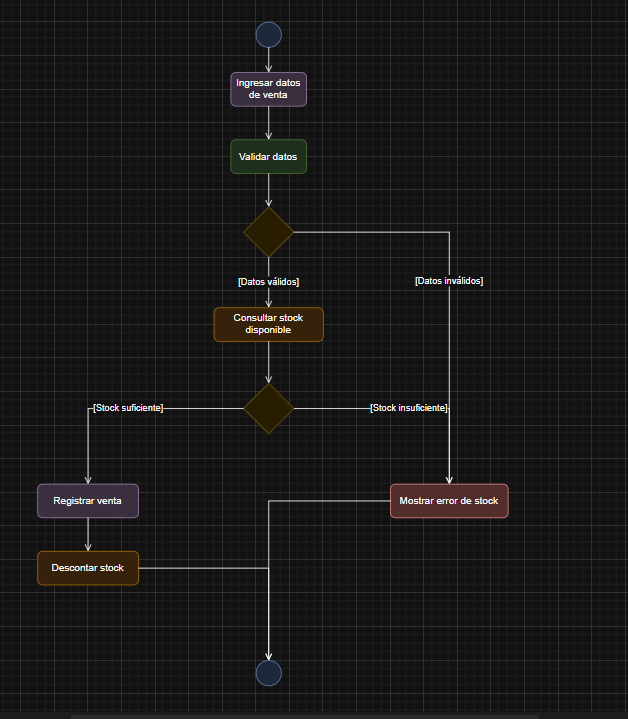 Ingresar datos
de venta
Validar datos
[Datos válidos]
[Datos inválidos]
Consultar stock
disponible
[Stock suficiente]
[Stock insuficiente]
Registrar venta
Mostrar error de stock
Descontar stock